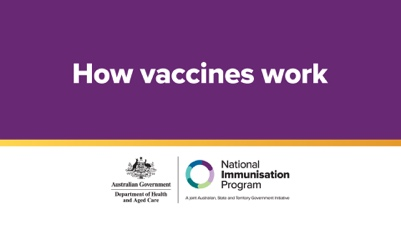 How vaccines work
Australian Government
Department of Health
and Aged Care
National
Immunisation
Program
A joint Australian, State and Territory Government Initiative